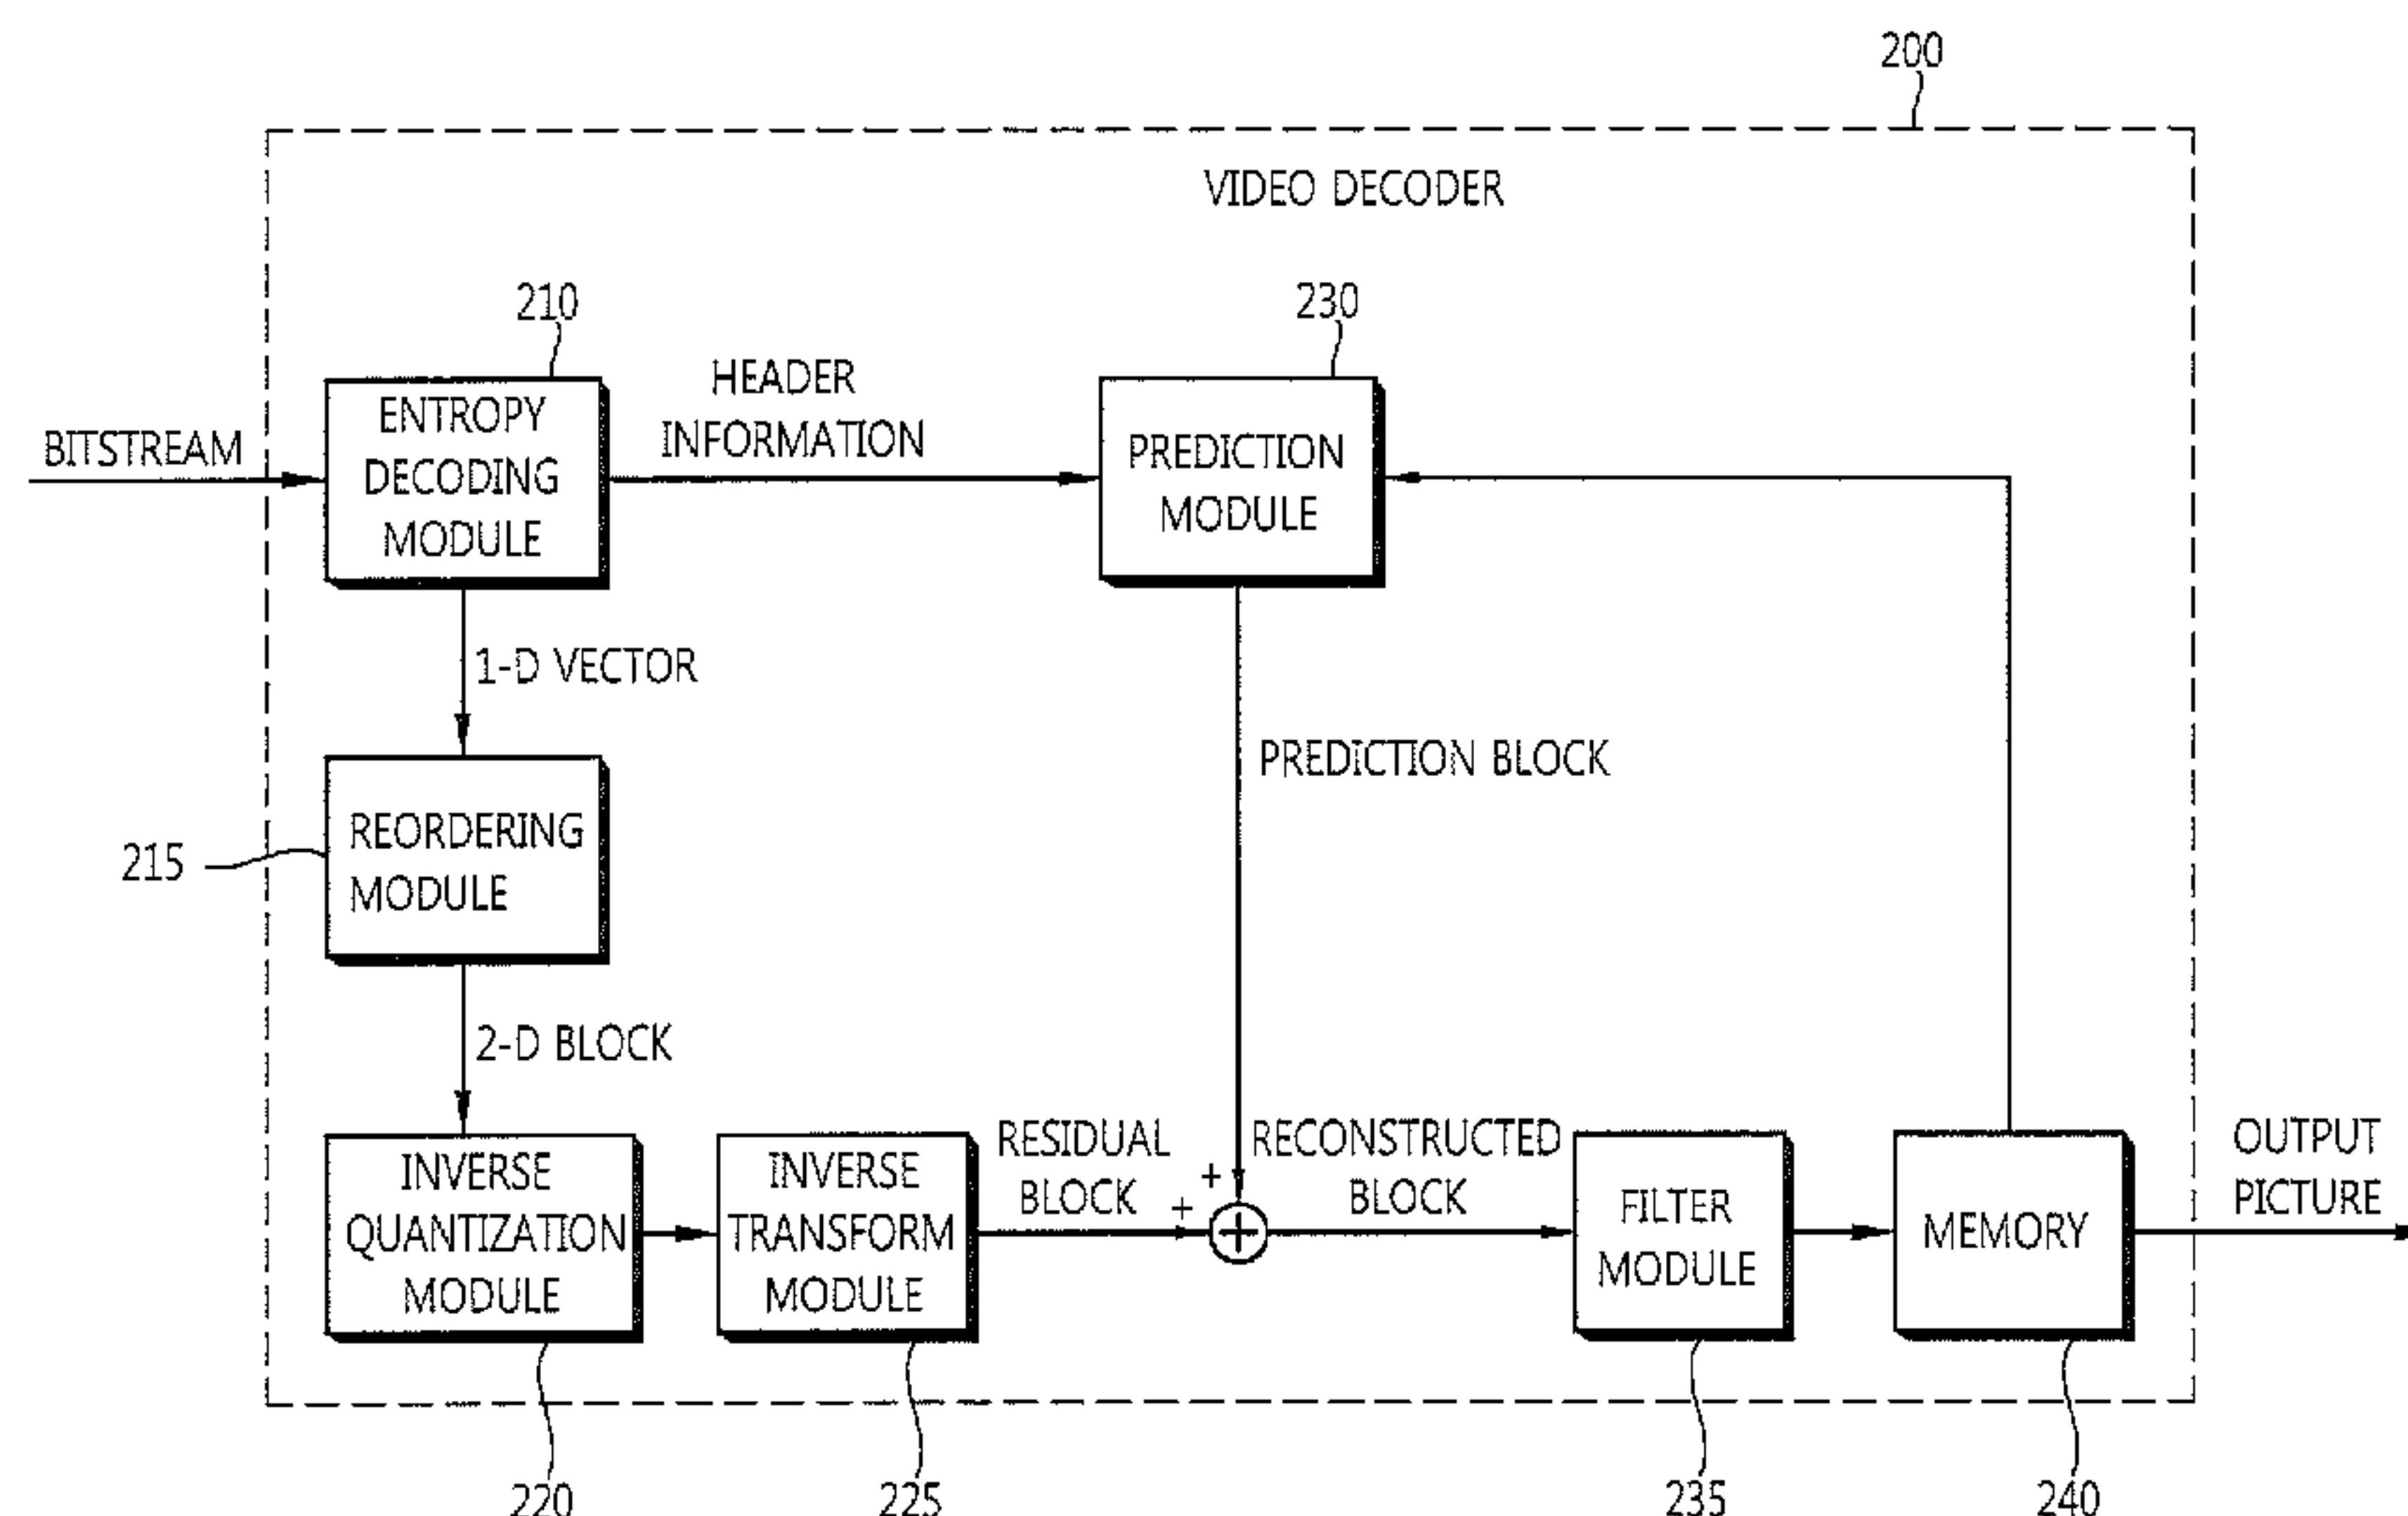 200
VIDEO DECODER
210
230
HEADER
INFORMATION
BITSTREAM
ENTROPY
DECODING
MODULE
PREDICTION
MODULE
1-D VECTOR
PREDICTION BLOCK
215
REORDERING
MODULE
2-D BLOCK
INVERSE
QUANTIZATION
MODULE
INVERSE
TRANSFORM
MODULE
RESIDUAL
BLOCK
+
+
+
RECONSTRUCTED
BLOCK
FILTER
MODULE
MEMORY
OUTPUT
PICTURE
220
225
235
240